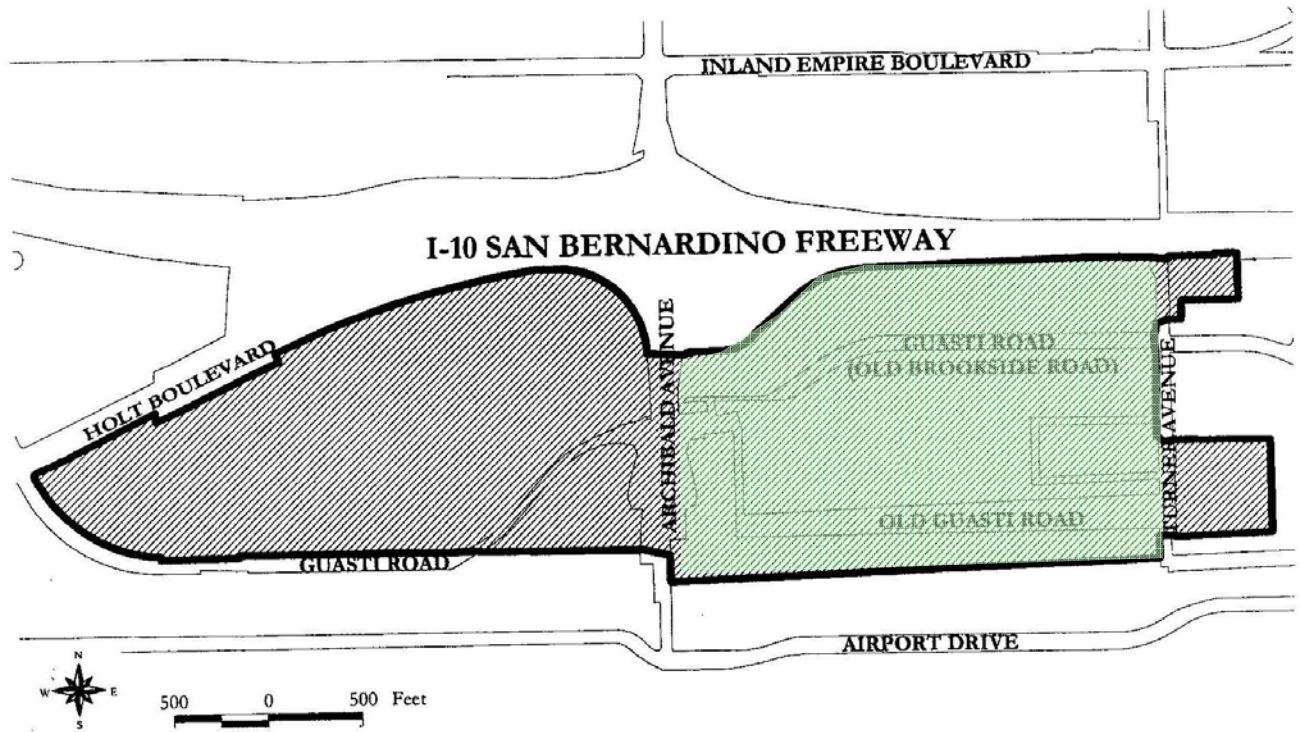 INLAND EMPIRE BOULEVARD
I-10 SAN BERNARDINO FREEWAY
HOLT BOULEVARD
ARCHIBALD AVENUE
GUASTI ROAD
(OLD BROOKSIDE ROAD)
TURNER AVENUE
OLD GUASTI ROAD
GUASTI ROAD
AIRPORT DRIVE
N
W E
S
500 0 500 Feet